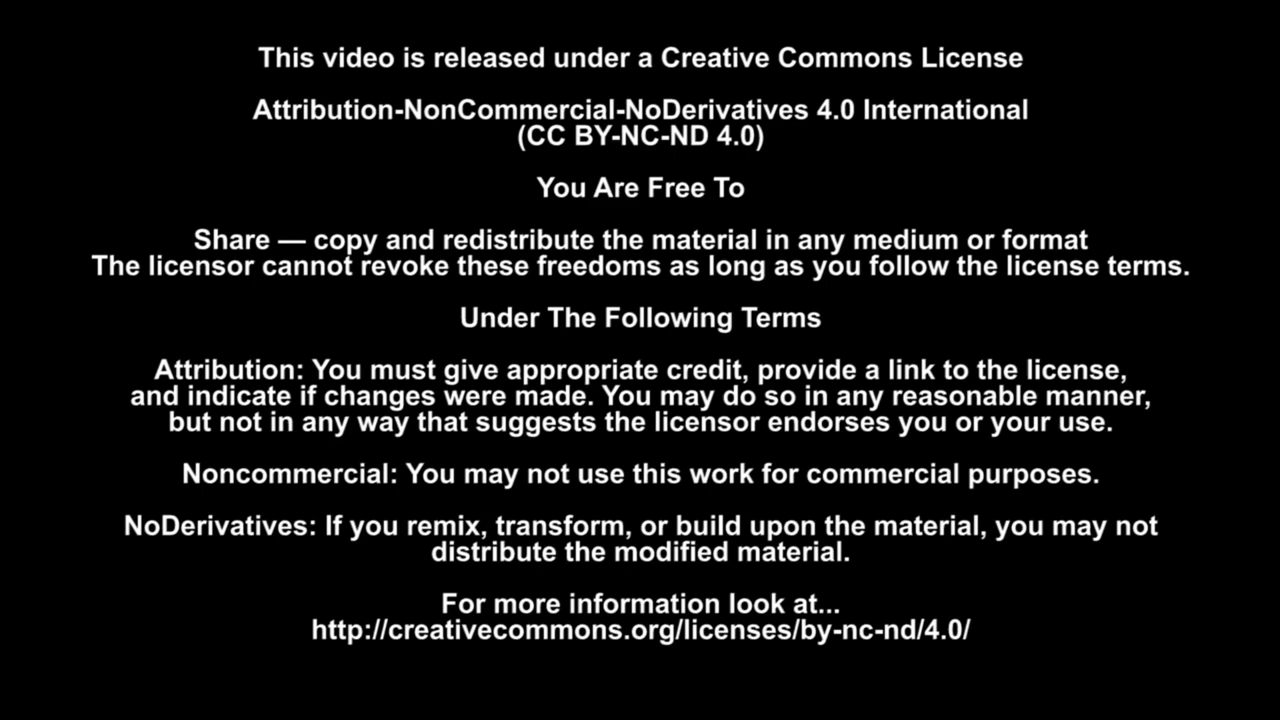 This video is released under a Creative Commons License
Attribution-NonCommercial-NoDerivatives 4.0 International
(CC BY-NC-ND 4.0)
You Are Free To
Share — copy and redistribute the material in any medium or format
The licensor cannot revoke these freedoms as long as you follow the license terms.
Under The Following Terms
Attribution: You must give appropriate credit, provide a link to the license,
and indicate if changes were made. You may do so in any reasonable manner,
but not in any way that suggests the licensor endorses you or your use.
Noncommercial: You may not use this work for commercial purposes.
NoDerivatives: If you remix, transform, or build upon the material, you may not
distribute the modified material.
For more information look at...
http://creativecommons.org/licenses/by-nc-nd/4.0/